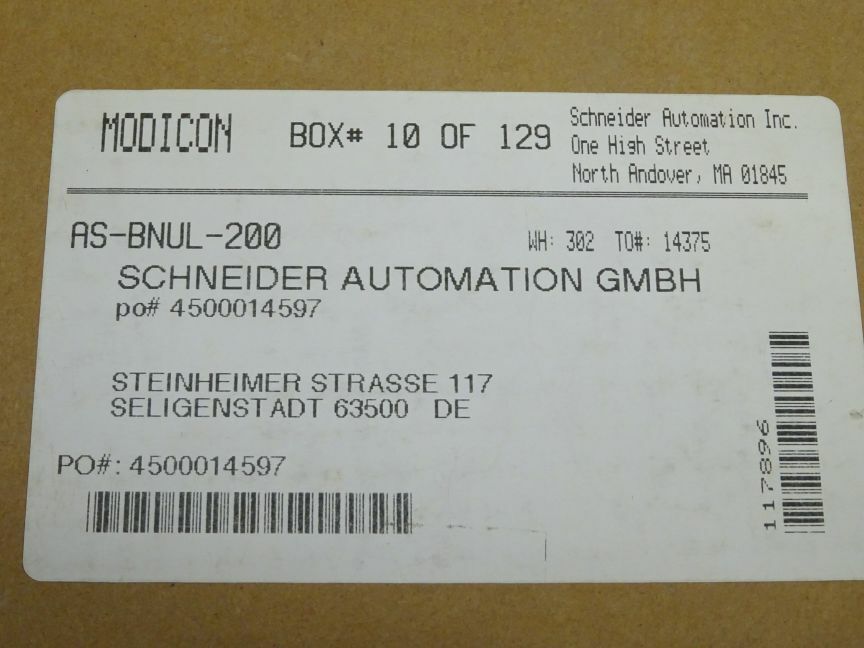 MODICON BOX# 10 OF 129
Schneider Automation Inc.
One High Street
North Andover, MA 01845
AS-BNUL-200 WH: 302 TO#: 14375
SCHNEIDER AUTOMATION GMBH
po# 4500014597
STEINHEIMER STRASSE 117
SELIGENSTADT 63500 DE
PO#: 4500014597
117896